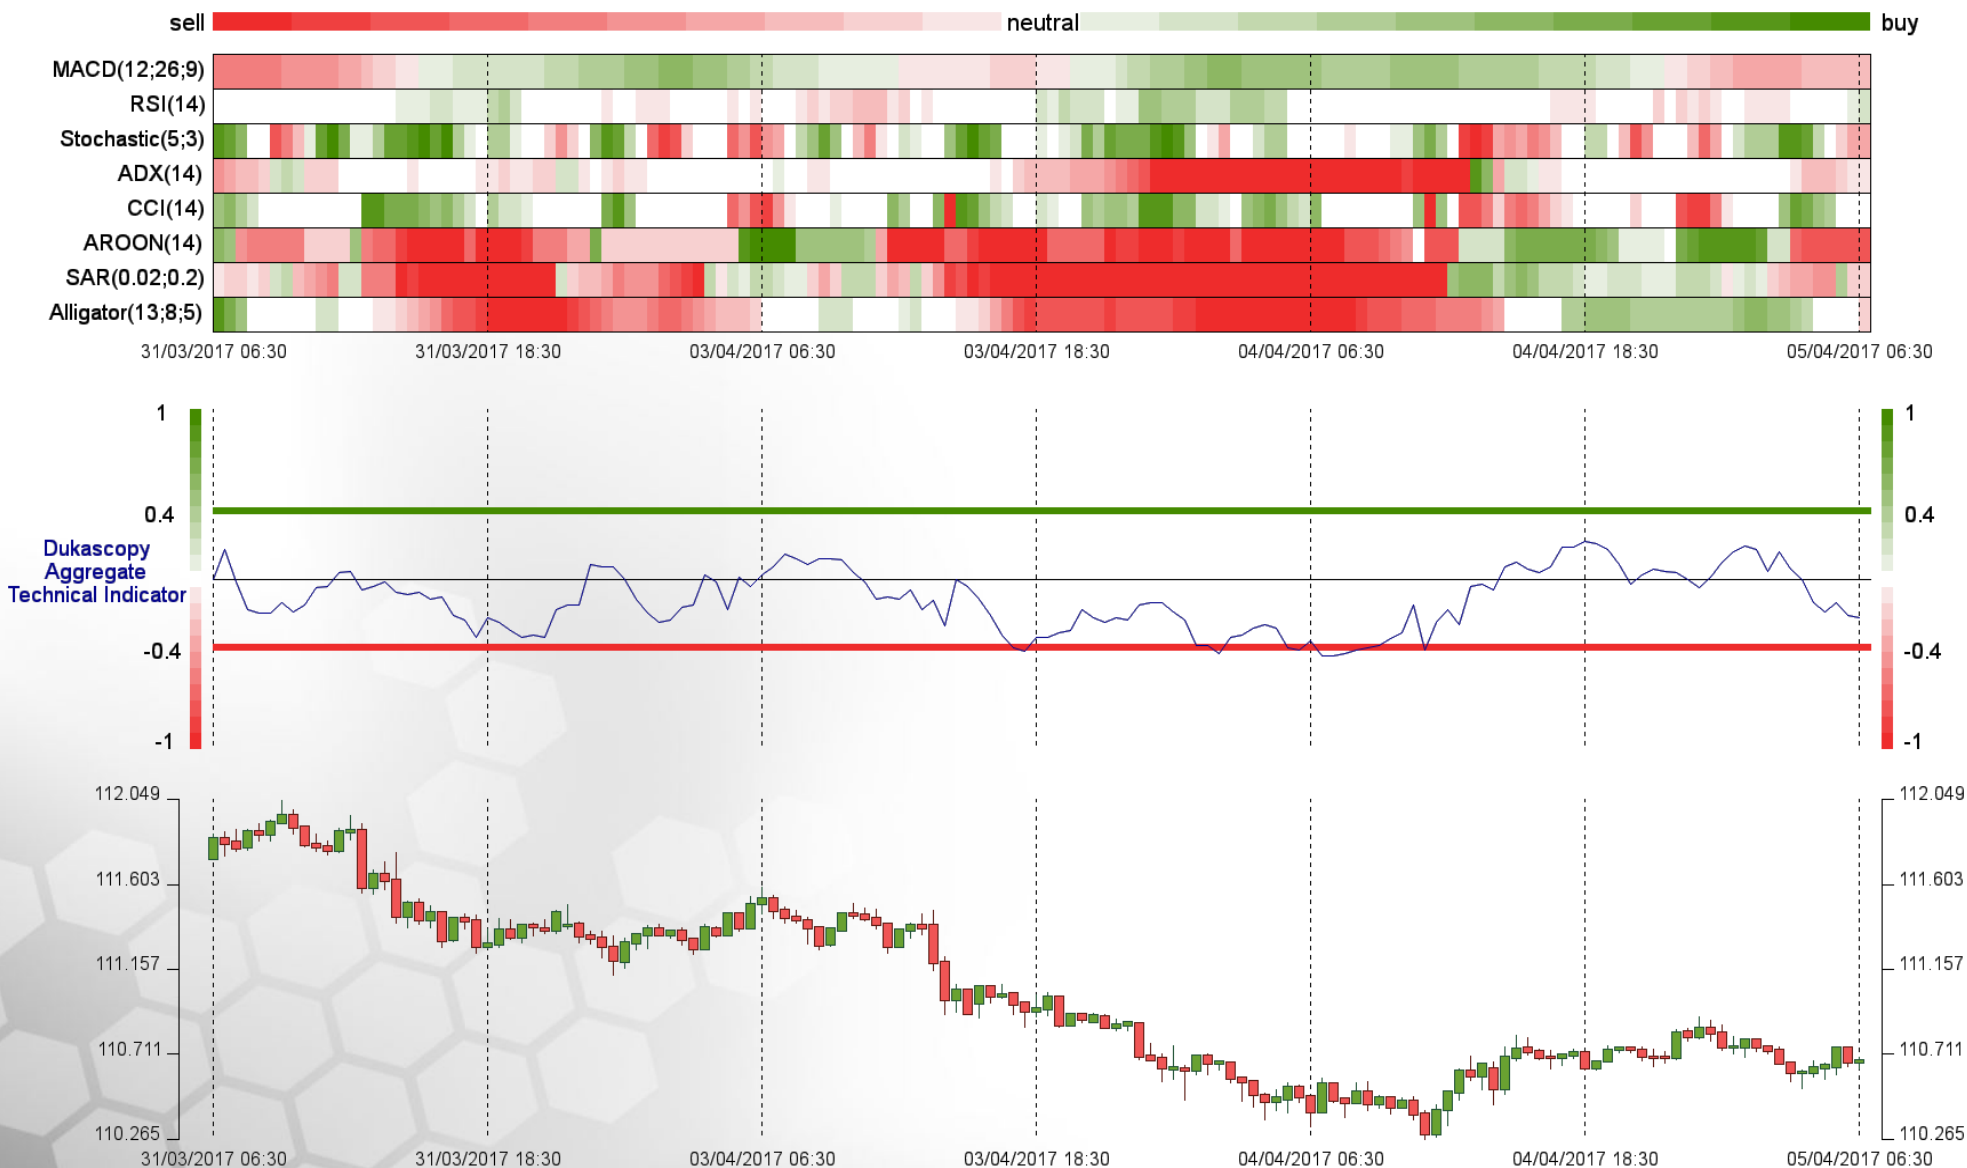 sell neutral buy
MACD(12;26;9)
RSI(14)
Stochastic(5;3)
ADX(14)
CCI(14)
AROON(14)
SAR(0.02;0.2)
Alligator(13;8;5)
31/03/2017 06:30 31/03/2017 18:30 03/04/2017 06:30 03/04/2017 18:30 04/04/2017 06:30 04/04/2017 18:30 05/04/2017 06:30
1 1
0.4 0.4
Dukascopy
Aggregate
Technical Indicator
-0.4 -0.4
-1 -1
112.049 112.049
111.603 111.603
111.157 111.157
110.711 110.711
110.265 110.265
31/03/2017 06:30 31/03/2017 18:30 03/04/2017 06:30 03/04/2017 18:30 04/04/2017 06:30 04/04/2017 18:30 05/04/2017 06:30